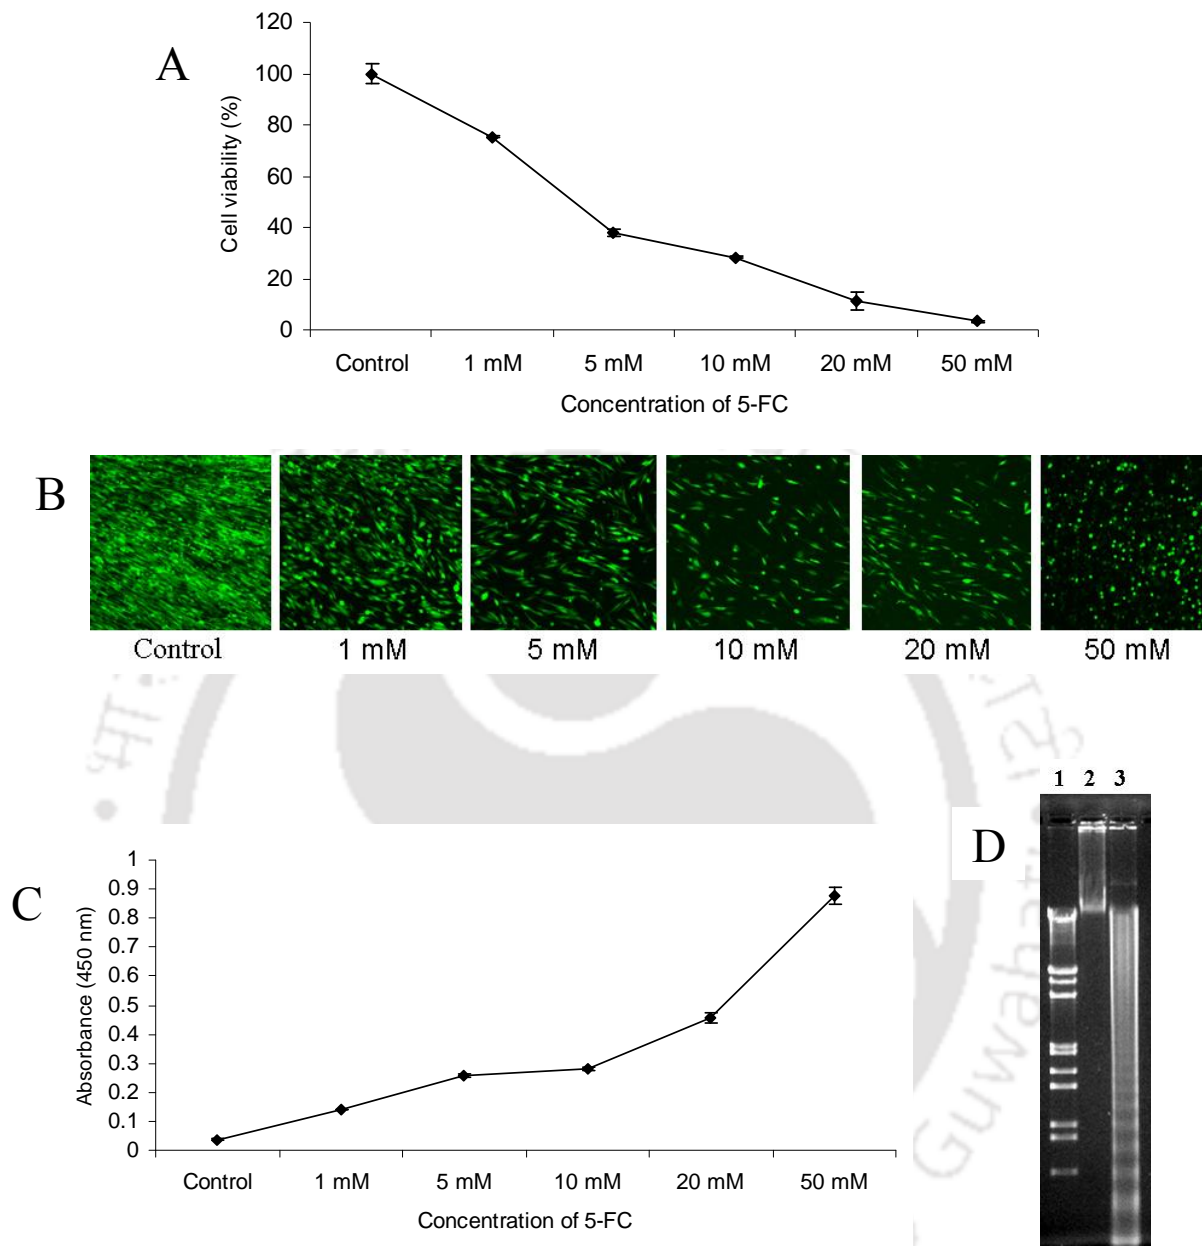 A
120
100
80
60
40
20
0
Cell viability (%)
Control 1 mM 5 mM 10 mM 20 mM 50 mM
Concentration of 5-FC
B
Control 1 mM 5 mM 10 mM 20 mM 50 mM
1 2 3
D
C
1
0.9
0.8
0.7
0.6
0.5
0.4
0.3
0.2
0.1
0
Absorbance (450 nm)
Control 1 mM 5 mM 10 mM 20 mM 50 mM
Concentration of 5-FC
Guwahati